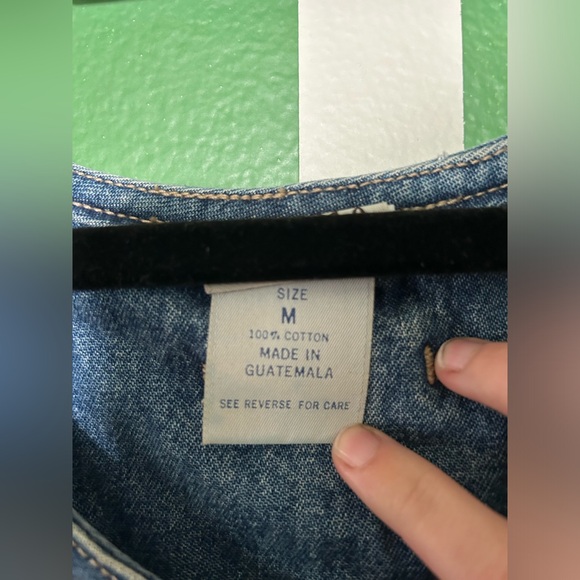 SIZE
M
100% COTTON
MADE IN
GUATEMALA
SEE REVERSE FOR CARE